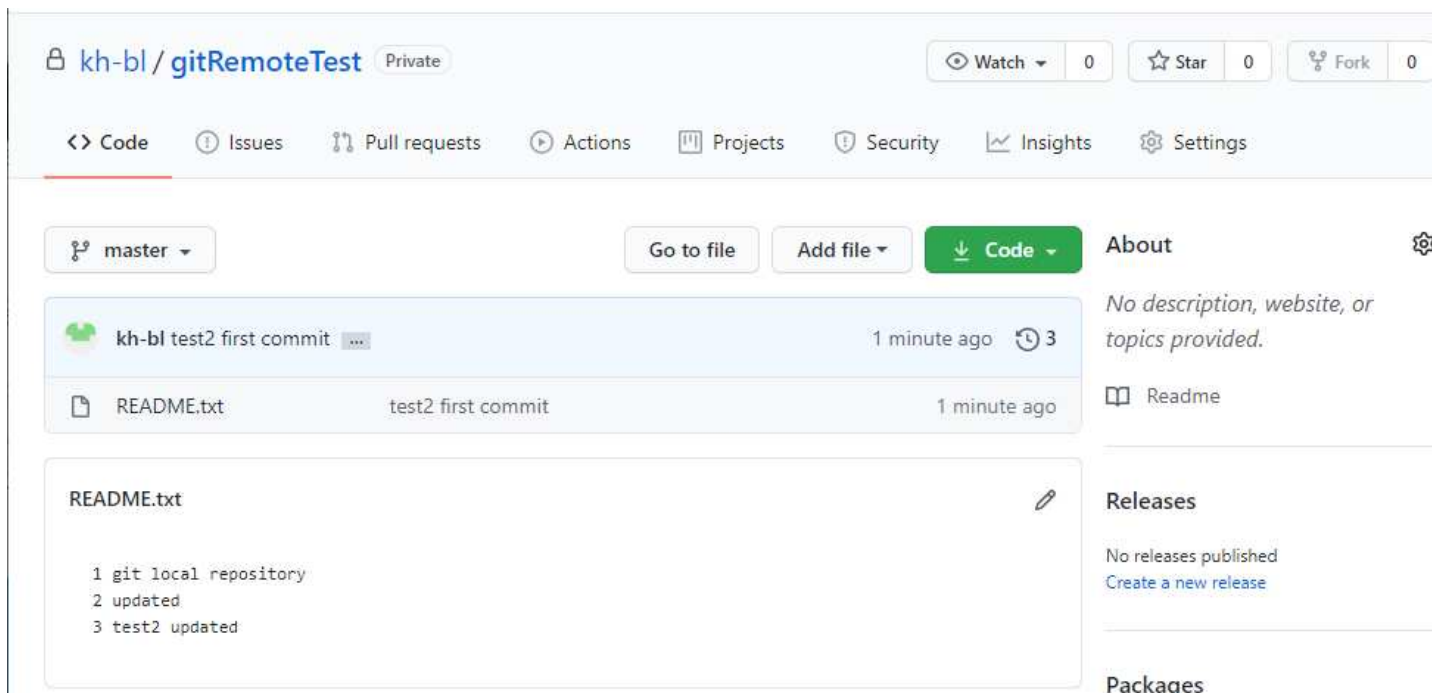 kh-bl / gitRemoteTest Private
Watch 0 Star 0 Fork 0
Code Issues Pull requests Actions Projects Security Insights Settings
master Go to file Add file Code
kh-bl test2 first commit ... 1 minute ago 3
README.txt test2 first commit 1 minute ago
README.txt
1 git local repository
2 updated
3 test2 updated
About
No description, website, or
topics provided.
Readme
Releases
No releases published
Create a new release
Packages